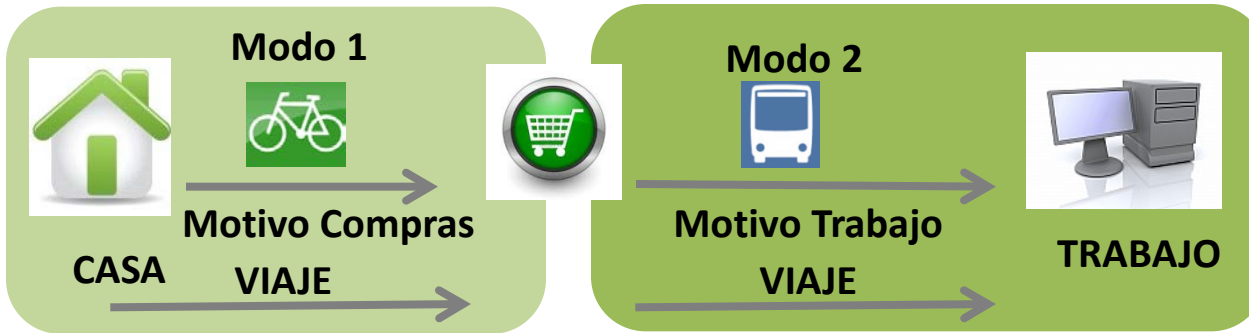 Modo 1
Motivo Compras
CASA
VIAJE
Modo 2
Motivo Trabajo
VIAJE
TRABAJO